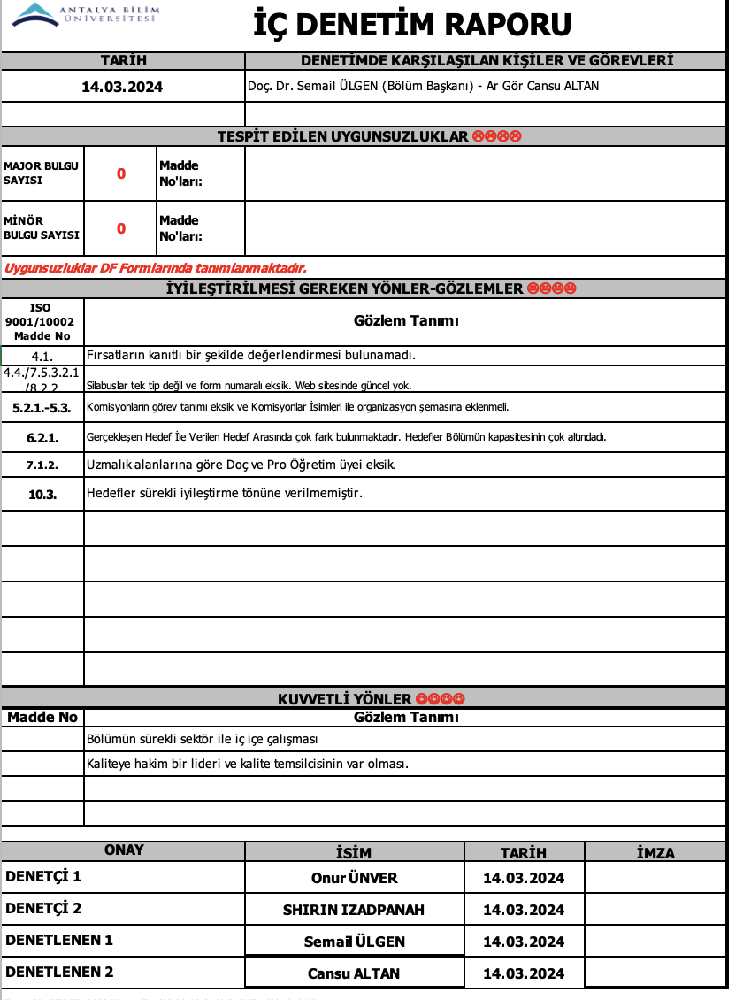 ANTALYA BİLİM
ÜNİVERSİTESİ
İÇ DENETİM RAPORU
TARİH
DENETİMDE KARŞILAŞILAN KİŞİLER VE GÖREVLERİ
14.03.2024
Doç. Dr. Semail ÜLGEN (Bölüm Başkanı) - Ar Gör Cansu ALTAN
TESPİT EDİLEN UYGUNSUZLUKLAR ☹☹☹☹
MAJOR BULGU
SAYISI
0
Madde
No'ları:
MİNÖR
BULGU SAYISI
0
Madde
No'ları:
Uygunsuzluklar DF Formlarında tanımlanmaktadır.
İYİLEŞTİRİLMESİ GEREKEN YÖNLER-GÖZLEMLER 😐😐😐😐
ISO
9001/10002
Madde No
Gözlem Tanımı
4.1.
Fırsatların kanıtlı bir şekilde değerlendirmesi bulunamadı.
4.4./7.5.3.2.1
/8.2.2
Silabuslar tek tip değil ve form numaralı eksik. Web sitesinde güncel yok.
5.2.1.-5.3.
Komisyonların görev tanımı eksik ve Komisyonlar İsimleri ile organizasyon şemasına eklenmeli.
6.2.1.
Gerçekleşen Hedef İle Verilen Hedef Arasında çok fark bulunmaktadır. Hedefler Bölümün kapasitesinin çok altındadı.
7.1.2.
Uzmalık alanlarına göre Doç ve Pro Öğretim üyei eksik.
10.3.
Hedefler sürekli iyileştirme tönüne verilmemiştir.
KUVVETLİ YÖNLER 😊😊😊😊
Madde No
Gözlem Tanımı
Bölümün sürekli sektör ile iç içe çalışması
Kaliteye hakim bir lideri ve kalite temsilcisinin var olması.
ONAY
İSİM
TARİH
İMZA
DENETÇİ 1
Onur ÜNVER
14.03.2024
DENETÇİ 2
SHIRIN IZADPANAH
14.03.2024
DENETLENEN 1
Semail ÜLGEN
14.03.2024
DENETLENEN 2
Cansu ALTAN
14.03.2024